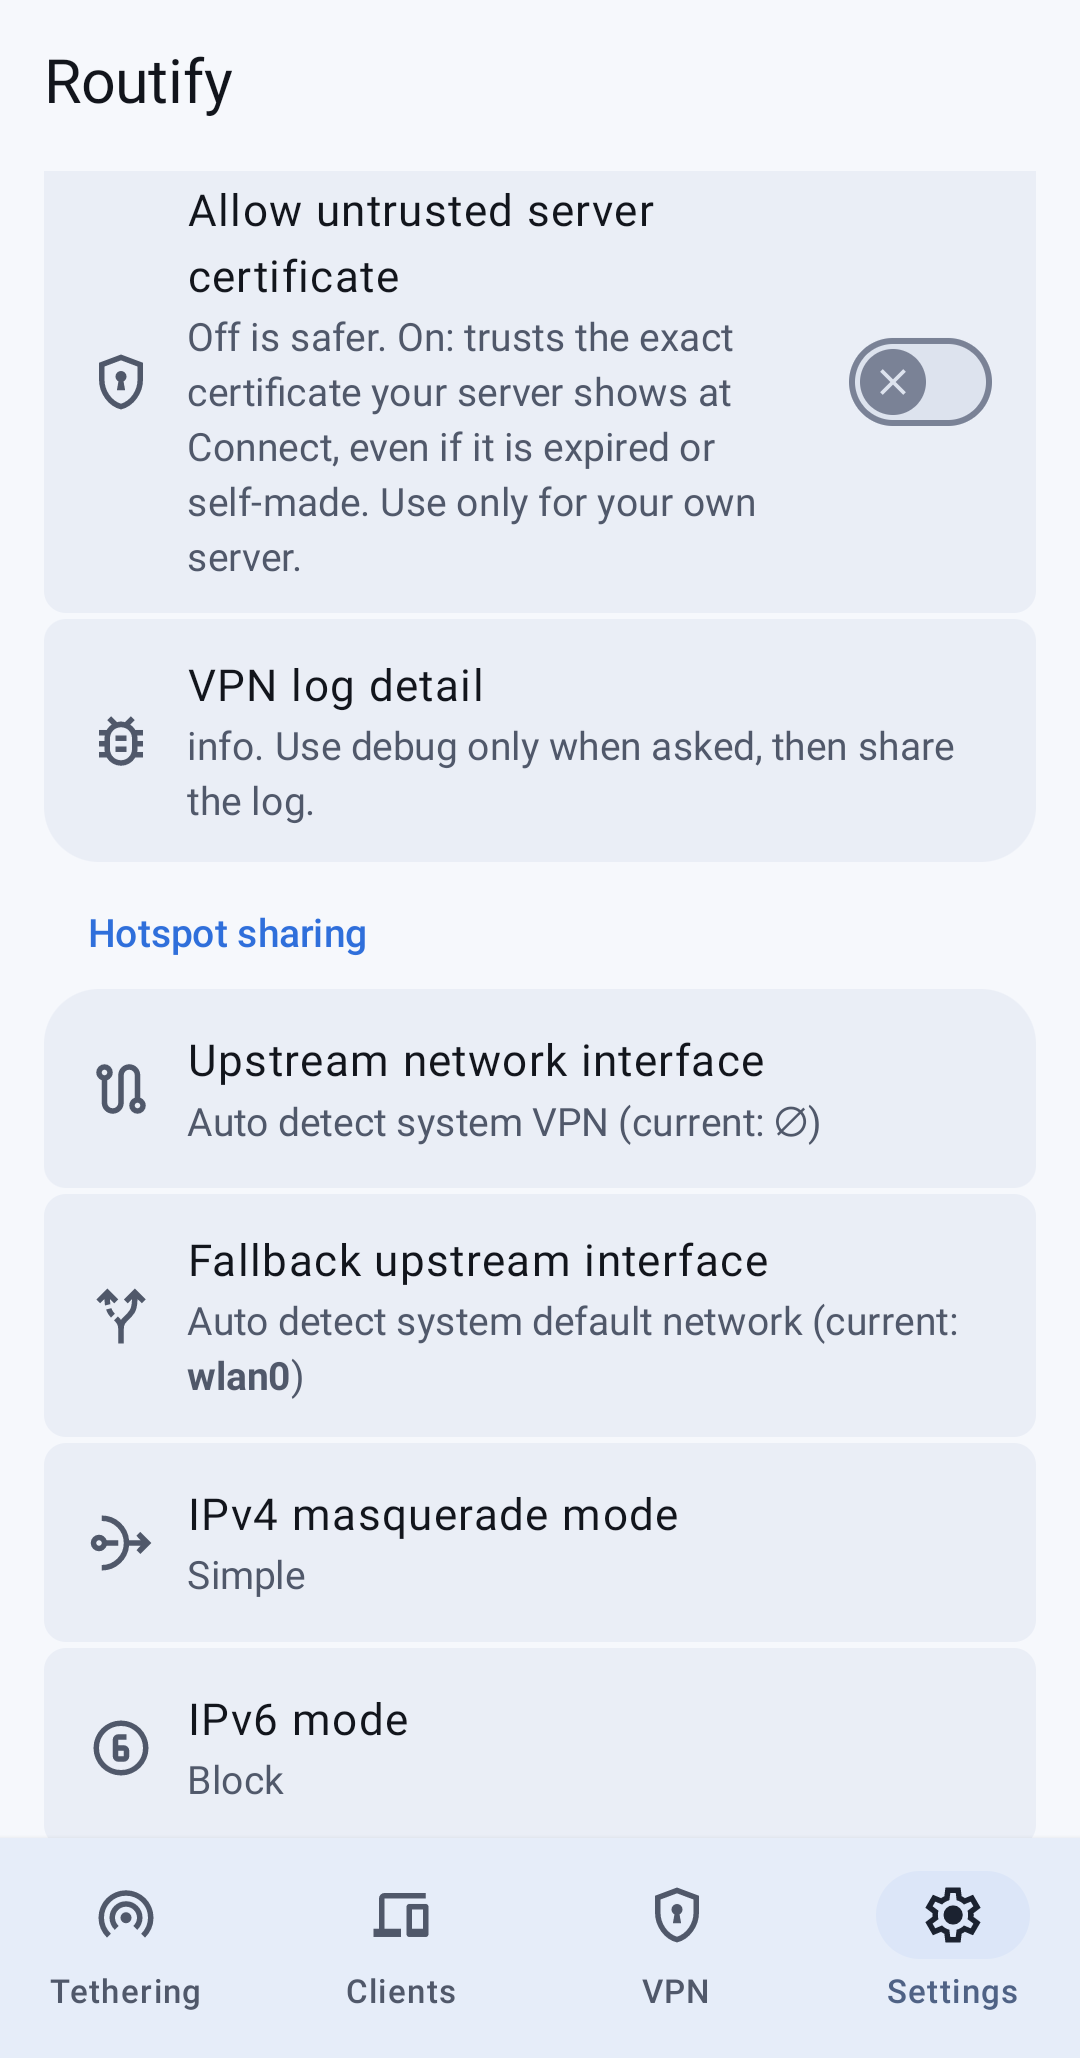 Routify
Allow untrusted server
certificate
Off is safer. On: trusts the exact
certificate your server shows at
Connect, even if it is expired or
self-made. Use only for your own
server.
VPN log detail
info. Use debug only when asked, then share
the log.
Hotspot sharing
Upstream network interface
Auto detect system VPN (current: ∅)
Fallback upstream interface
Auto detect system default network (current:
wlan0)
IPv4 masquerade mode
Simple
IPv6 mode
Block
Tethering
Clients
VPN
Settings